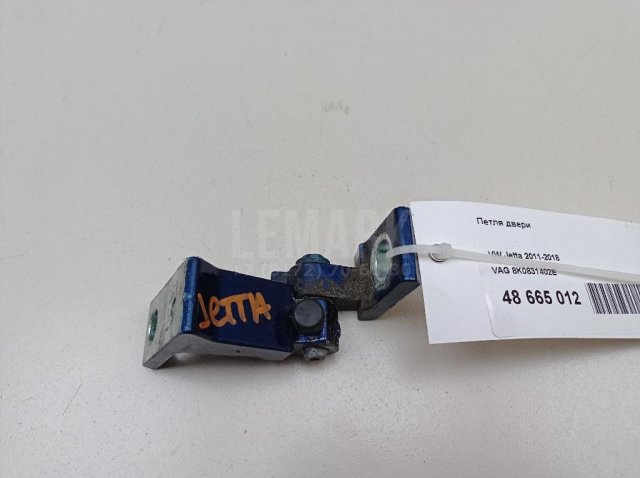 Петля двери
VW Jetta 2011-2018
VAG 8K0831402E
48 665 012
JETTA